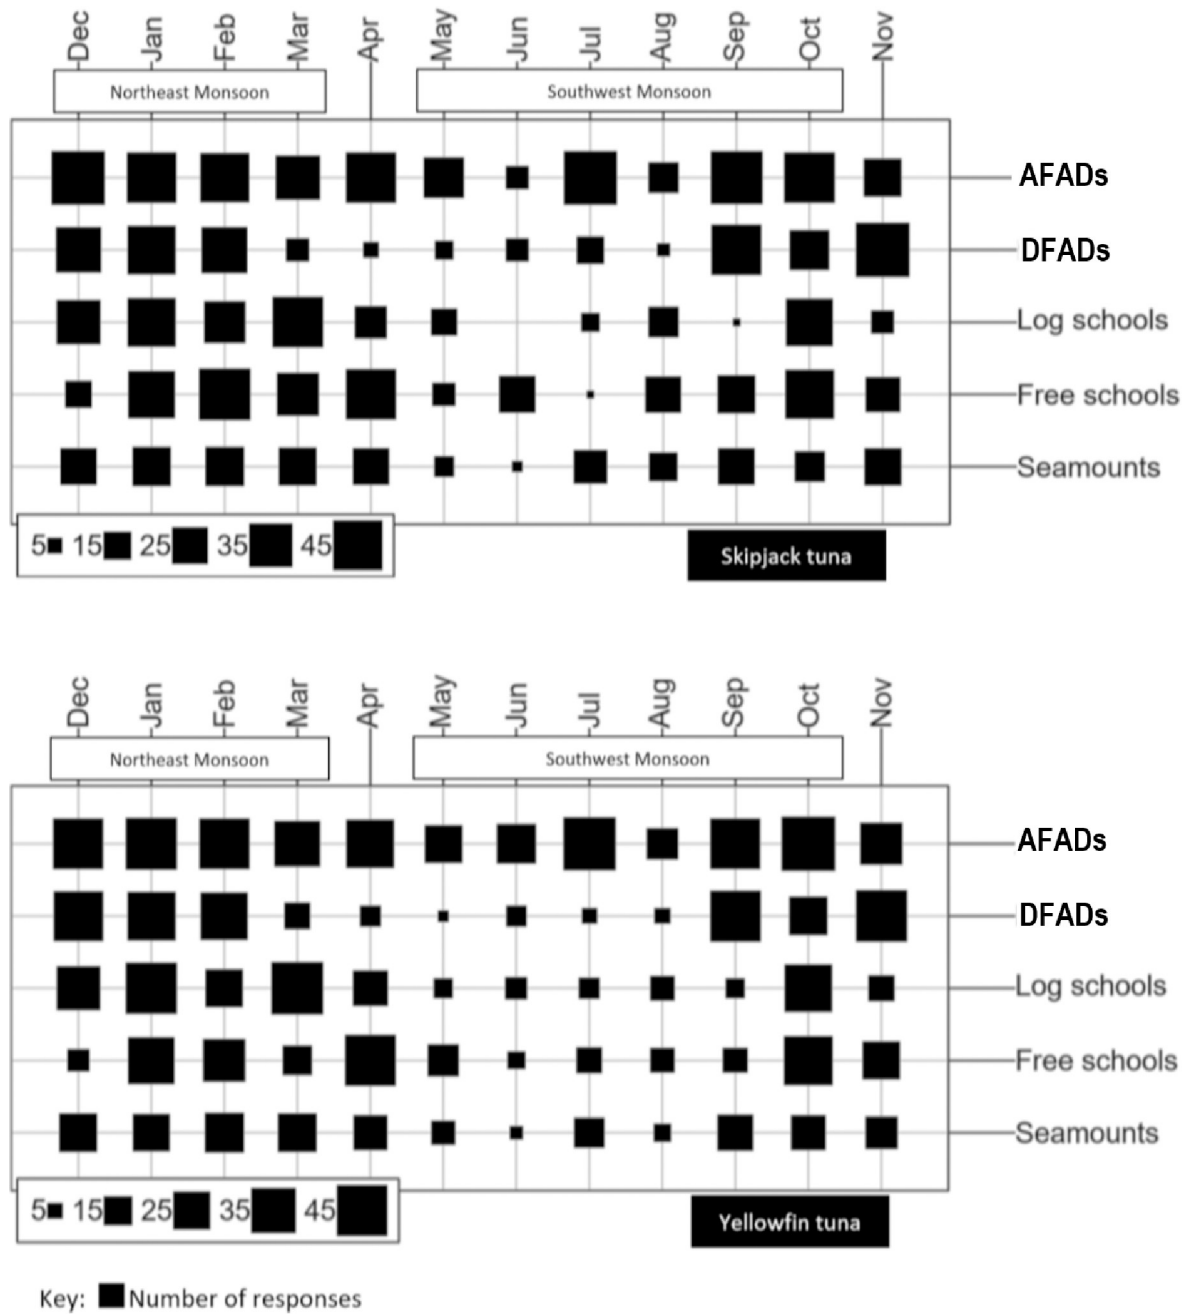 Dec Jan Feb Mar Apr May Jun Jul Aug Sep Oct Nov
Northeast Monsoon Southwest Monsoon
AFADs
DFADs
Log schools
Free schools
Seamounts
5 15 25 35 45
Skipjack tuna
Dec Jan Feb Mar Apr May Jun Jul Aug Sep Oct Nov
Northeast Monsoon Southwest Monsoon
AFADs
DFADs
Log schools
Free schools
Seamounts
5 15 25 35 45
Yellowfin tuna
Key: Number of responses